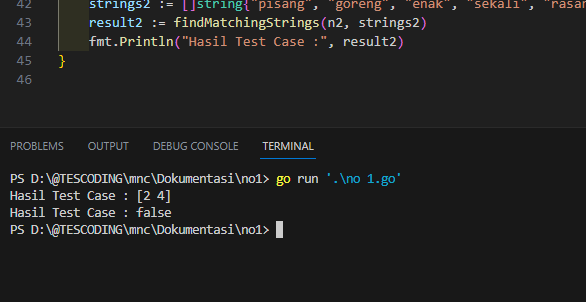 42 strings2 := []string{"pisang", "goreng", "enak", "sekali",
43 result2 := findMatchingStrings(n2, strings2)
44 fmt.Println("Hasil Test Case :", result2)
45 }
46
PROBLEMS OUTPUT DEBUG CONSOLE TERMINAL
PS D:\@TESCODING\mnc\Dokumentasi\no1> go run '.\no 1.go'
Hasil Test Case : [2 4]
Hasil Test Case : false
PS D:\@TESCODING\mnc\Dokumentasi\no1>